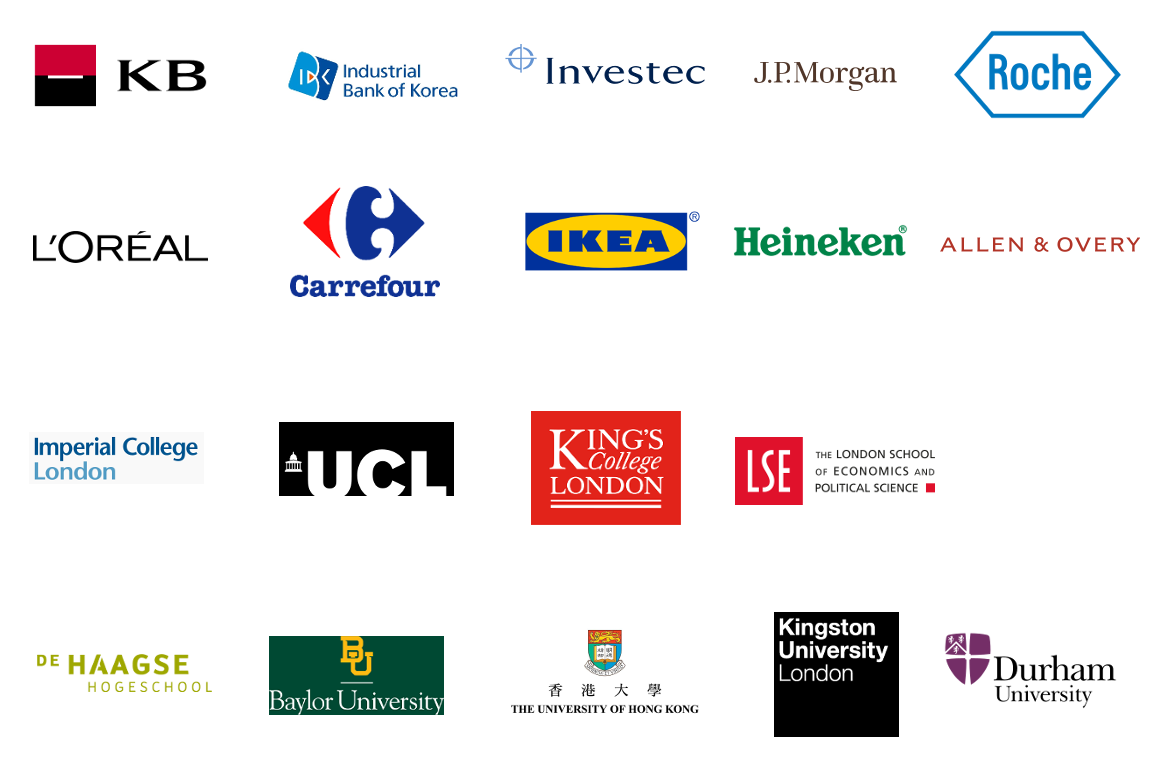 KB
IBK
Industrial
Bank of Korea
Investec
J.P.Morgan
Roche
L'ORÉAL
Carrefour
IKEA®
Heineken®
ALLEN & OVERY
Imperial College
London
UCL
KING'S
College
LONDON
LSE
THE LONDON SCHOOL
OF ECONOMICS AND
POLITICAL SCIENCE
DE HAAGSE
HOGESCHOOL
BU
Baylor University
香港大學
THE UNIVERSITY OF HONG KONG
Kingston
University
London
Durham
University